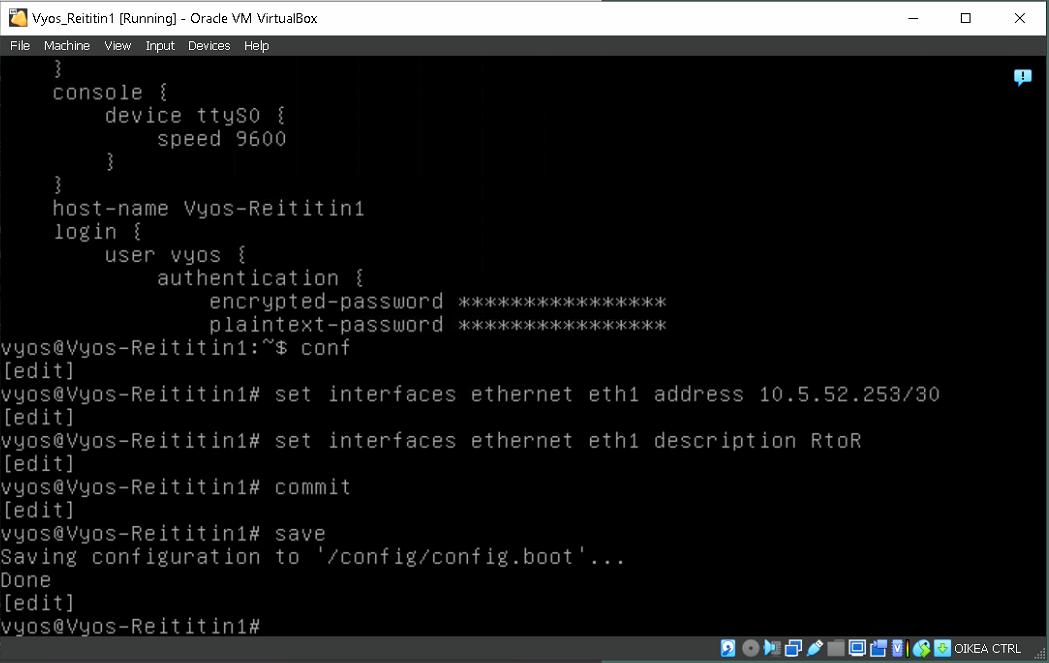 Vyos_Reititin1 [Running] - Oracle VM VirtualBox
File Machine View Input Devices Help
}
console {
device ttyS0 {
speed 9600
}
}
host-name Vyos-Reititin1
login {
user vyos {
authentication {
encrypted-password ****************
plaintext-password ****************
vyos@Vyos-Reititin1:~$ conf
[edit]
vyos@Vyos-Reititin1# set interfaces ethernet eth1 address 10.5.52.253/30
[edit]
vyos@Vyos-Reititin1# set interfaces ethernet eth1 description RtoR
[edit]
vyos@Vyos-Reititin1# commit
[edit]
vyos@Vyos-Reititin1# save
Saving configuration to '/config/config.boot'...
Done
[edit]
vyos@Vyos-Reititin1#
OIKEA CTRL